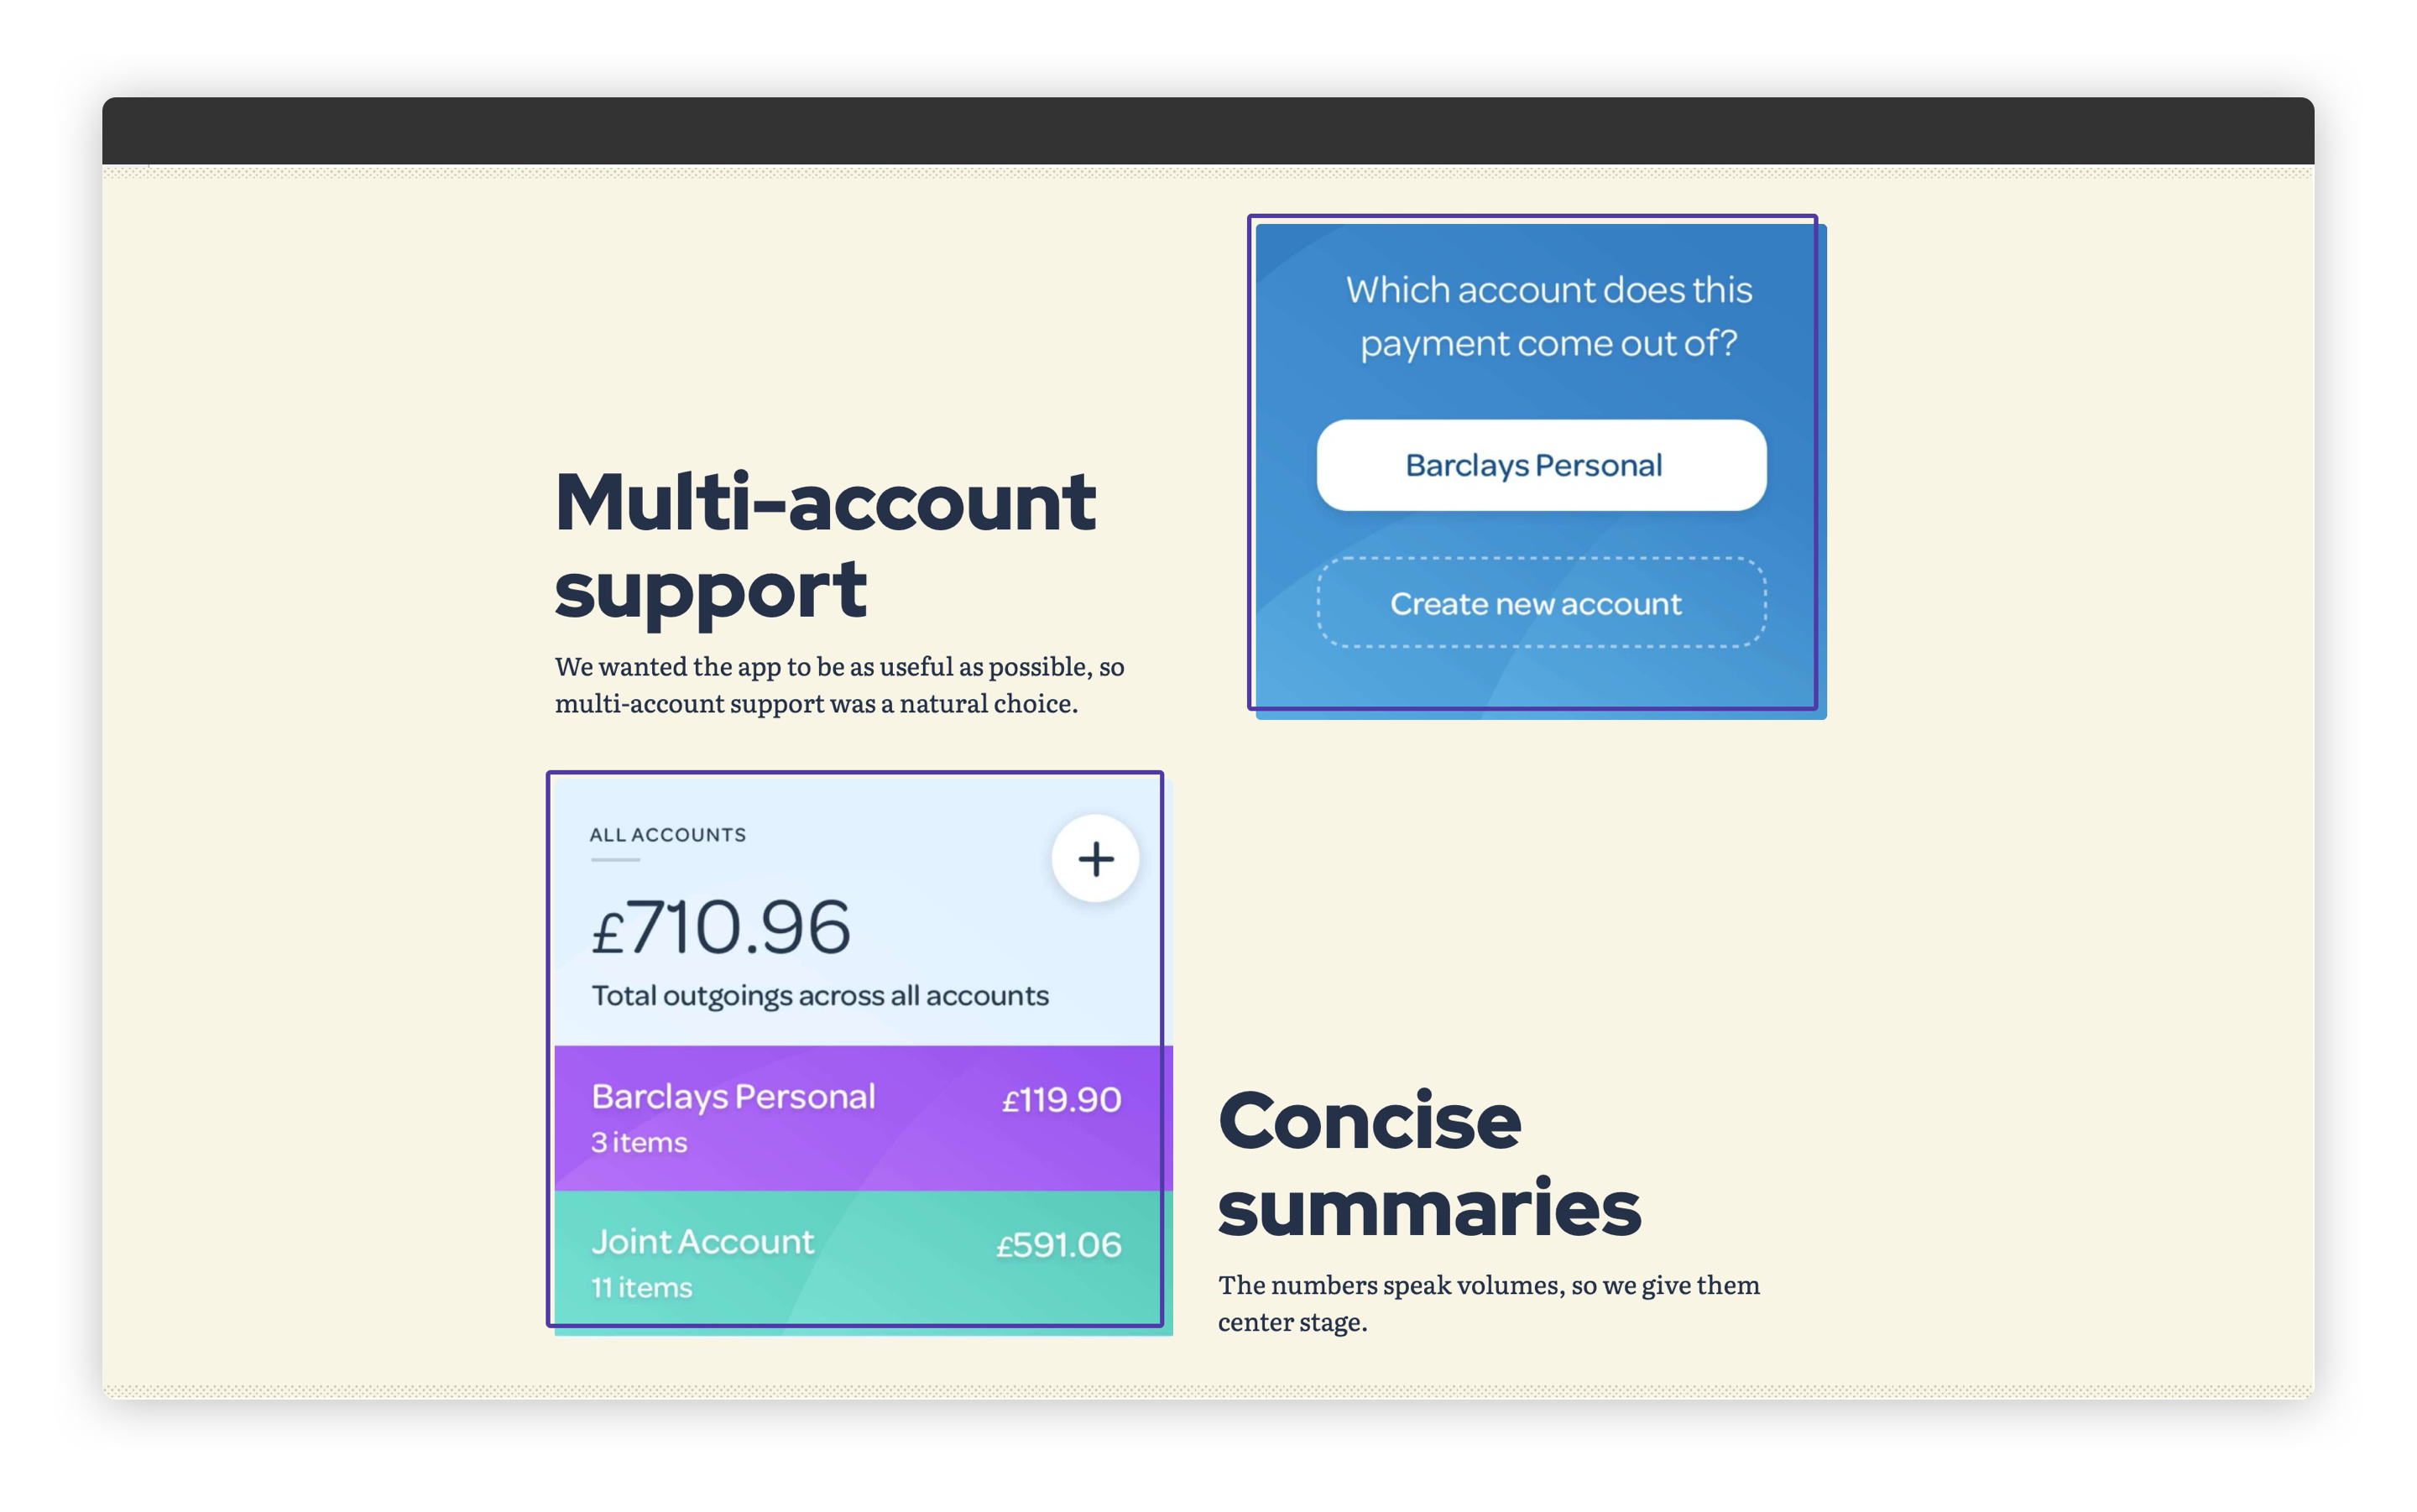 Which account does this
payment come out of?
Barclays Personal
Create new account
Multi-account
support
We wanted the app to be as useful as possible, so
multi-account support was a natural choice.
ALL ACCOUNTS
+
£710.96
Total outgoings across all accounts
Barclays Personal £119.90
3 items
Joint Account £591.06
11 items
Concise
summaries
The numbers speak volumes, so we give them
center stage.